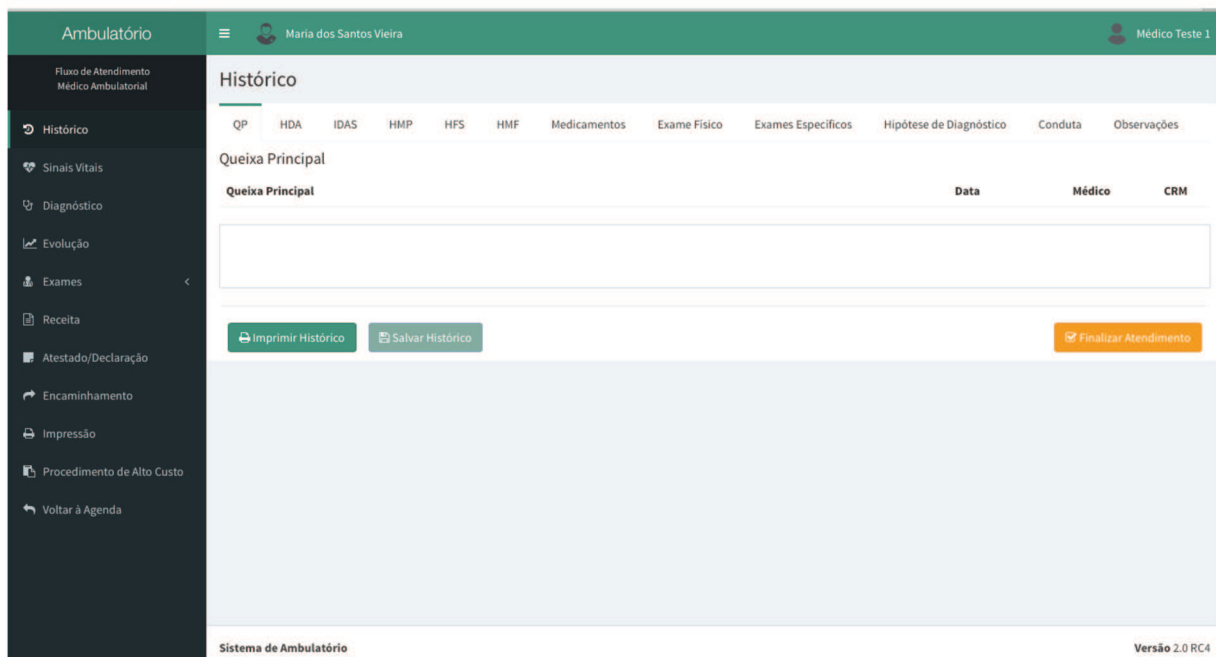 Ambulatório
Maria dos Santos Vieira
Médico Teste 1
Fluxo de Atendimento
Médico Ambulatorial
Histórico
Sinais Vitais
Diagnóstico
Evolução
Exames
Receita
Atestado/Declaração
Encaminhamento
Impressão
Procedimento de Alto Custo
Voltar à Agenda
Histórico
QP HDA IDAS HMP HFS HMF Medicamentos Exame Físico Exames Específicos Hipótese de Diagnóstico Conduta Observações
Queixa Principal
Queixa Principal Data Médico CRM
Imprimir Histórico Salvar Histórico Finalizar Atendimento
Sistema de Ambulatório Versão 2.0 RC4